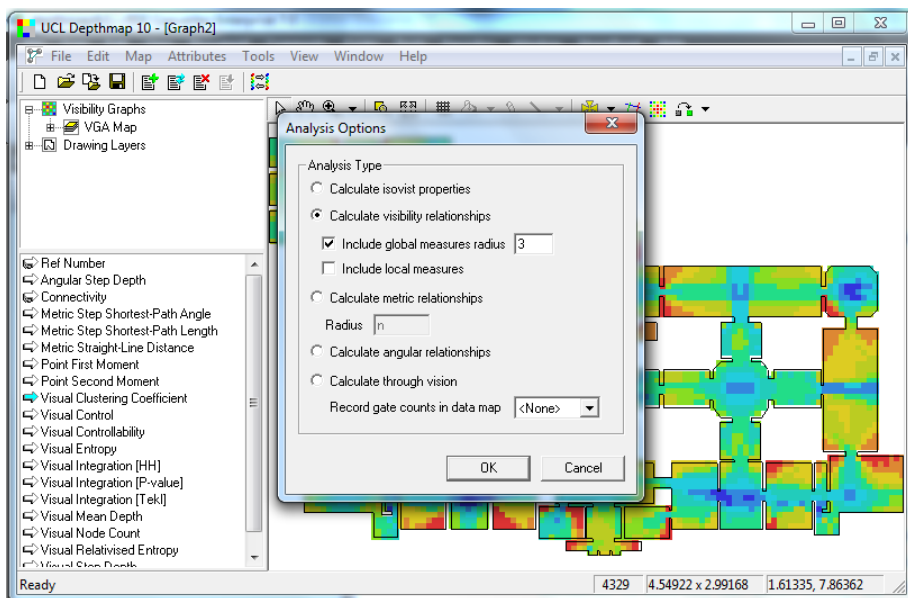 UCL Depthmap 10 - [Graph2]
File Edit Map Attributes Tools View Window Help
Visibility Graphs
VGA Map
Drawing Layers
Ref Number
Angular Step Depth
Connectivity
Metric Step Shortest-Path Angle
Metric Step Shortest-Path Length
Metric Straight-Line Distance
Point First Moment
Point Second Moment
Visual Clustering Coefficient
Visual Control
Visual Controllability
Visual Entropy
Visual Integration [HH]
Visual Integration [P-value]
Visual Integration [Tekl]
Visual Mean Depth
Visual Node Count
Visual Relativised Entropy
Visual Step Depth
Analysis Options
Analysis Type
Calculate isovist properties
Calculate visibility relationships
Include global measures radius 3
Include local measures
Calculate metric relationships
Radius n
Calculate angular relationships
Calculate through vision
Record gate counts in data map <None>
OK Cancel
Ready 4329 4.54922 x 2.99168 1.61335, 7.86362